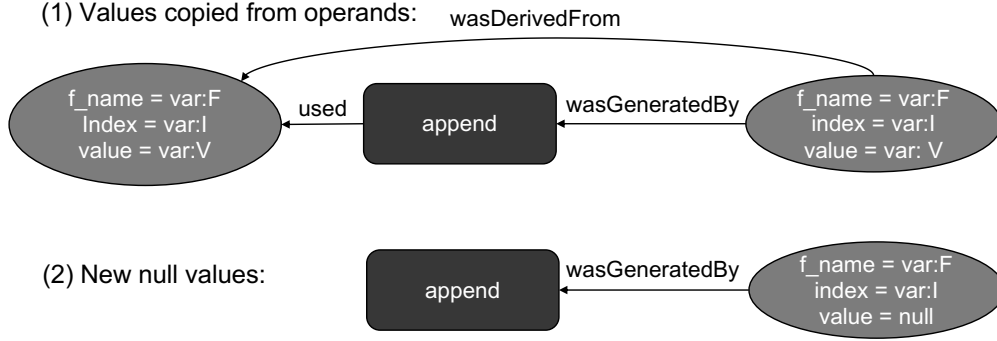 (1) Values copied from operands:
wasDerivedFrom
f_name = var:F
Index = var:I
value = var:V
used
append
wasGeneratedBy
f_name = var:F
index = var:I
value = var: V
(2) New null values:
append
wasGeneratedBy
f_name = var:F
index = var:I
value = null